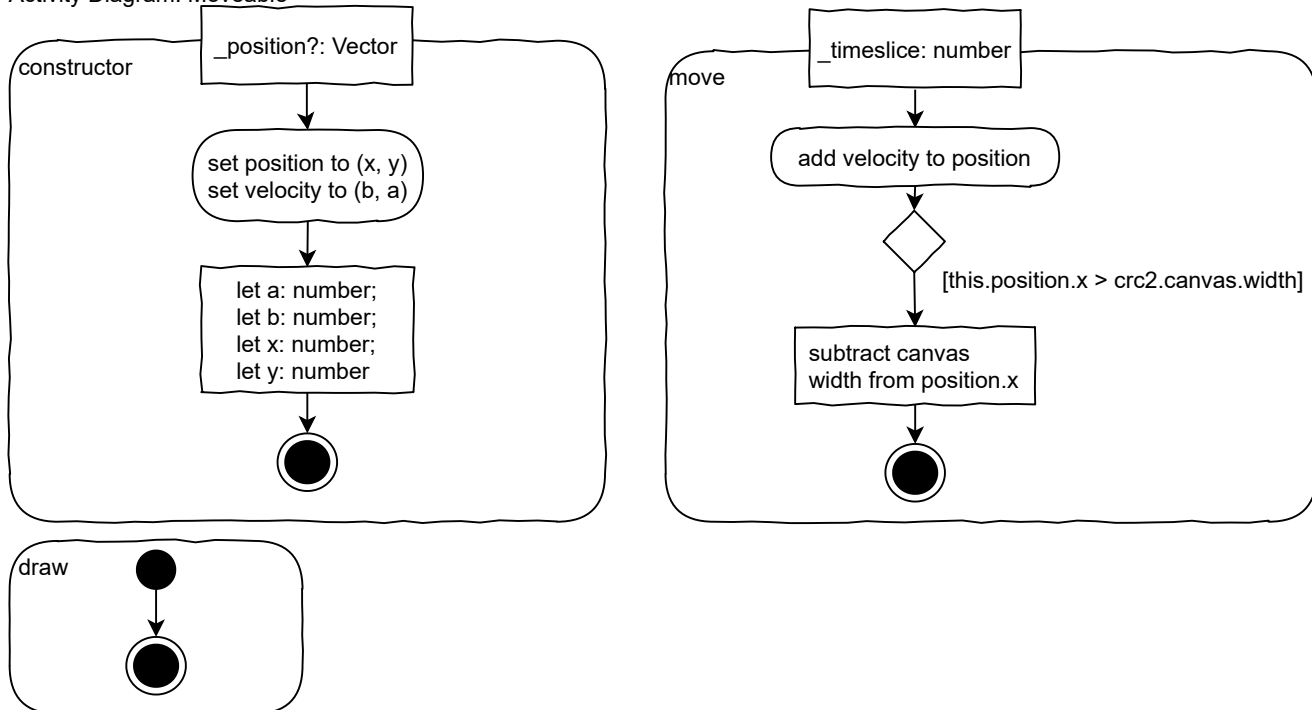 Activity Diagram: Moveable
_position?: Vector
constructor
set position to (x, y)
set velocity to (b, a)
let a: number;
let b: number;
let x: number;
let y: number
_timeslice: number
move
add velocity to position
[this.position.x > crc2.canvas.width]
subtract canvas
width from position.x
draw